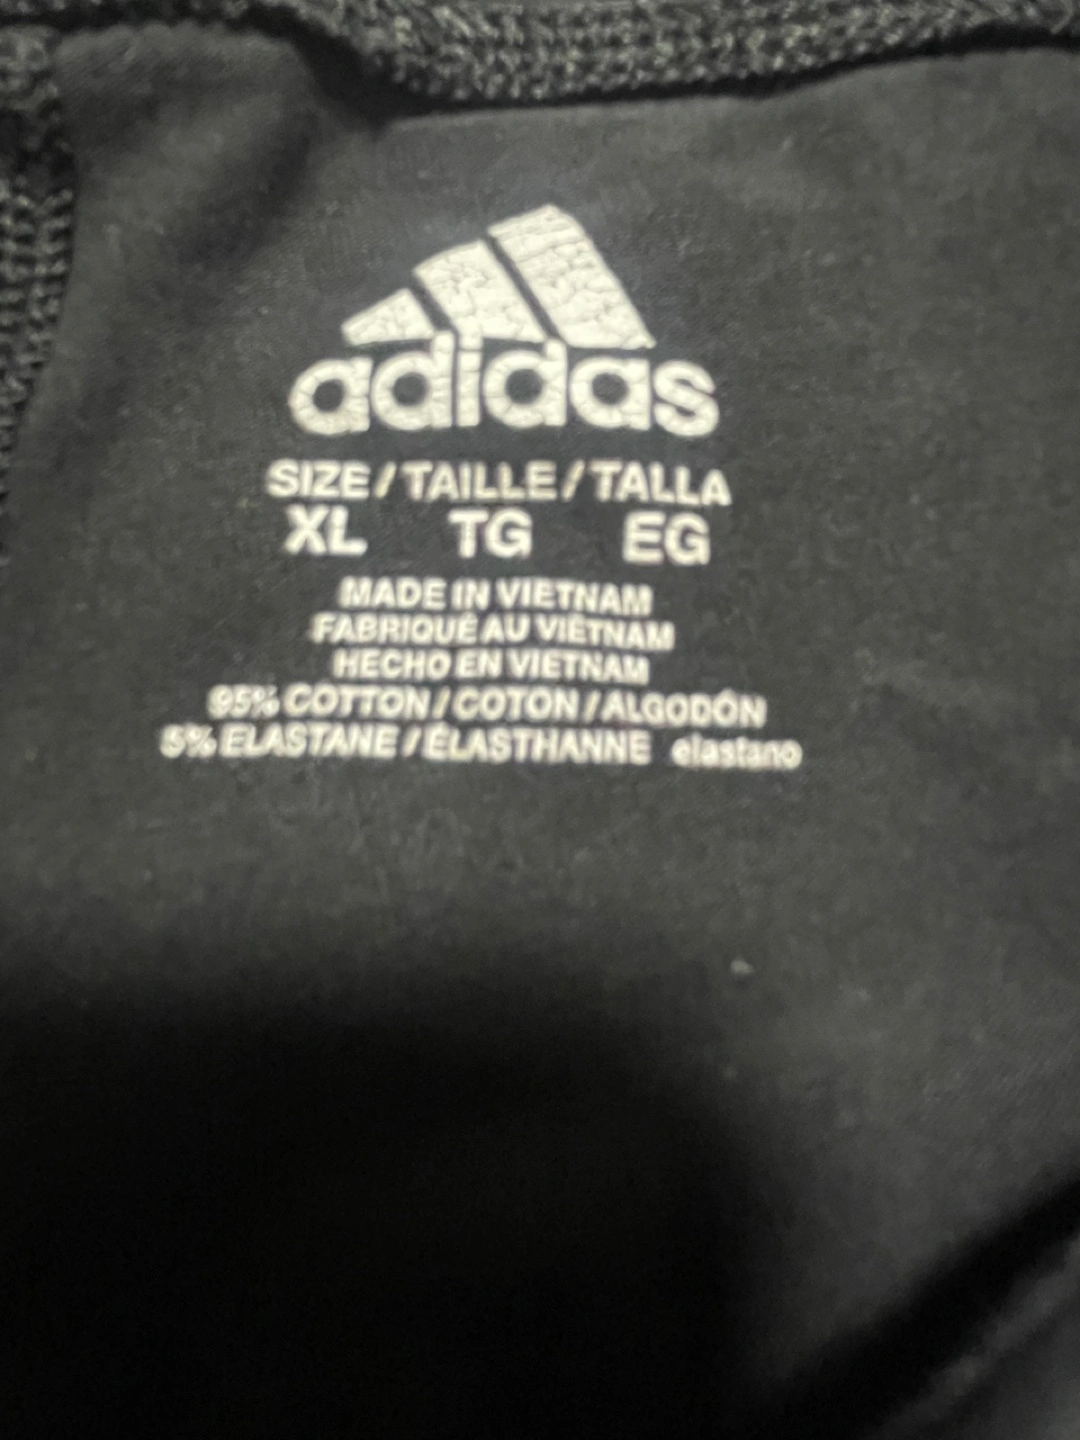 adidas
SIZE / TAILLE / TALLA
XL TG EG
MADE IN VIETNAM
FABRIQUÉ AU VIÊTNAM
HECHO EN VIETNAM
95% COTTON / COTON / ALGODÓN
5% ELASTANE / ÉLASTHANNE elastano